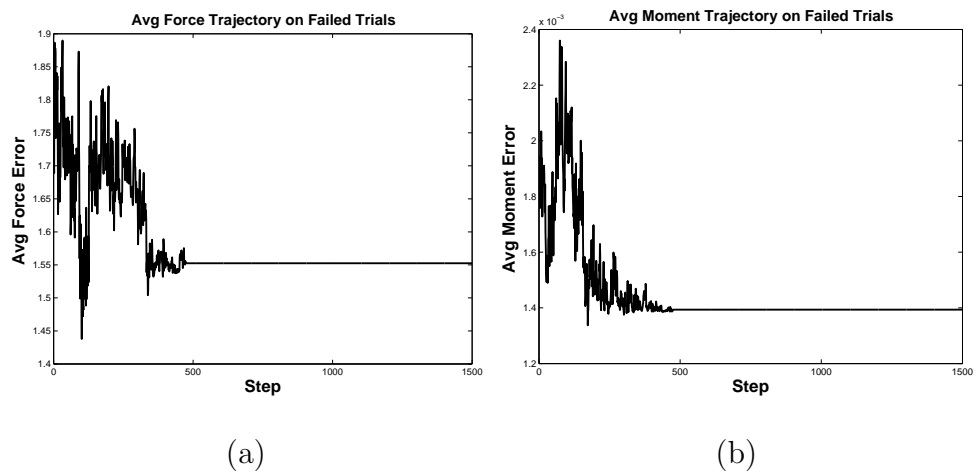 Avg Force Trajectory on Failed Trials
1.9
1.85
1.8
1.75
1.7
1.65
1.6
1.55
1.5
1.45
1.4
Avg Force Error
0 500 1000 1500
Step
(a)
Avg Moment Trajectory on Failed Trials
x 10⁻³
2.4
2.2
2
1.8
1.6
1.4
1.2
Avg Moment Error
0 500 1000 1500
Step
(b)